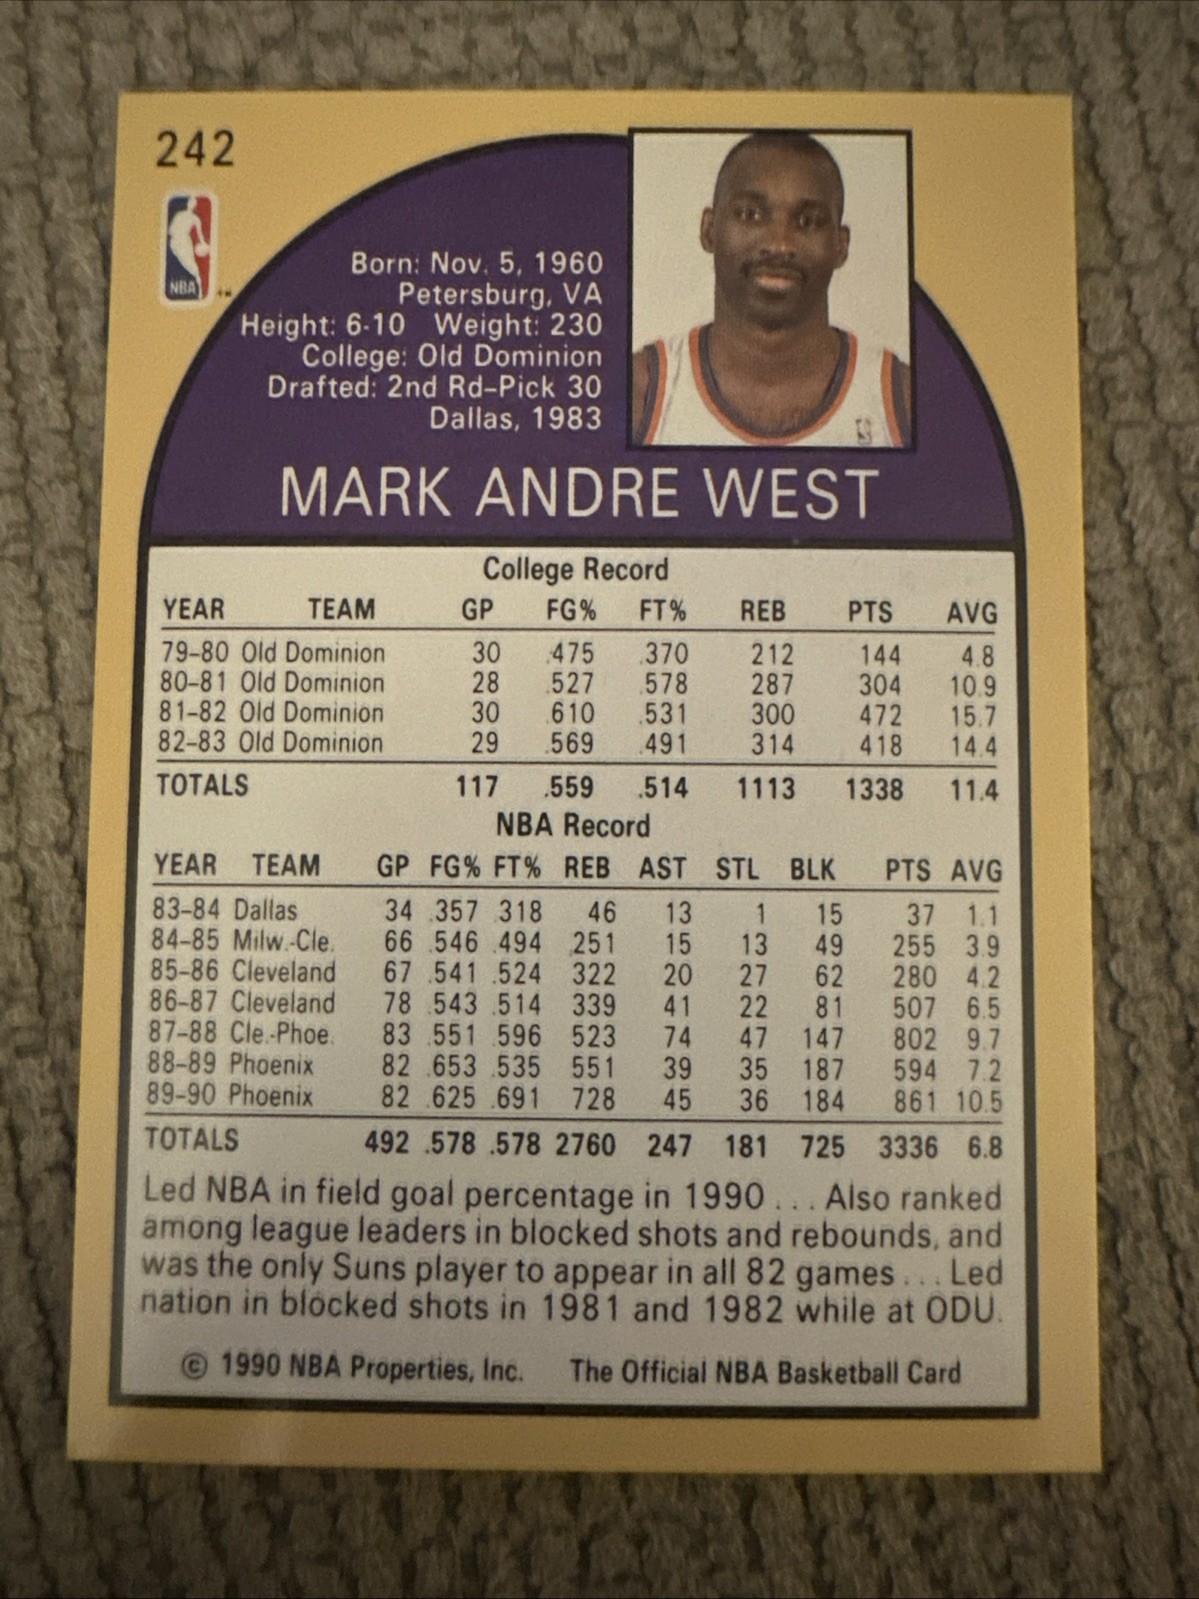 242
NBA
TM
Born: Nov. 5, 1960
Petersburg, VA
Height: 6-10 Weight: 230
College: Old Dominion
Drafted: 2nd Rd–Pick 30
Dallas, 1983
MARK ANDRE WEST
College Record
YEAR TEAM GP FG% FT% REB PTS AVG
79–80 Old Dominion 30 .475 .370 212 144 4.8
80–81 Old Dominion 28 .527 .578 287 304 10.9
81–82 Old Dominion 30 .610 .531 300 472 15.7
82–83 Old Dominion 29 .569 .491 314 418 14.4
TOTALS 117 .559 .514 1113 1338 11.4
NBA Record
YEAR TEAM GP FG% FT% REB AST STL BLK PTS AVG
83–84 Dallas 34 .357 .318 46 13 1 15 37 1.1
84–85 Milw.-Cle. 66 .546 .494 251 15 13 49 255 3.9
85–86 Cleveland 67 .541 .524 322 20 27 62 280 4.2
86–87 Cleveland 78 .543 .514 339 41 22 81 507 6.5
87–88 Cle.-Phoe. 83 .551 .596 523 74 47 147 802 9.7
88–89 Phoenix 82 .653 .535 551 39 35 187 594 7.2
89–90 Phoenix 82 .625 .691 728 45 36 184 861 10.5
TOTALS 492 .578 .578 2760 247 181 725 3336 6.8
Led NBA in field goal percentage in 1990 . . . Also ranked
among league leaders in blocked shots and rebounds, and
was the only Suns player to appear in all 82 games . . . Led
nation in blocked shots in 1981 and 1982 while at ODU.
© 1990 NBA Properties, Inc. The Official NBA Basketball Card